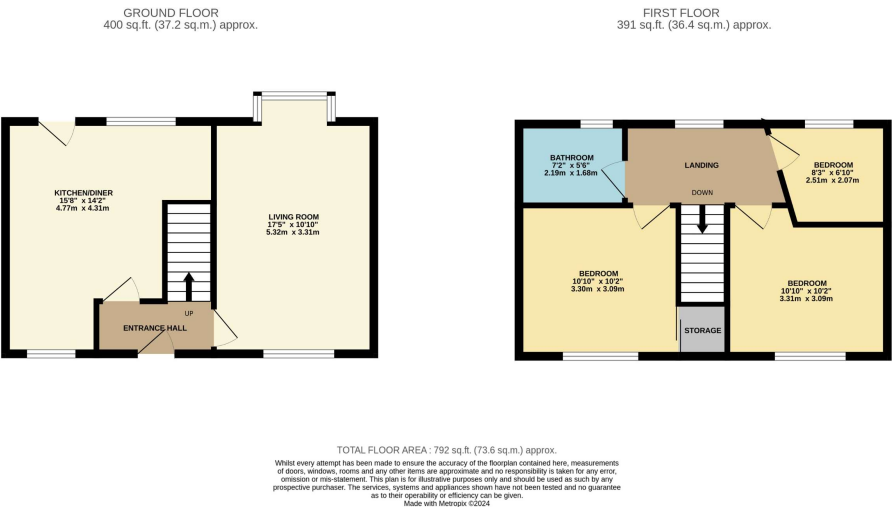 GROUND FLOOR
400 sq.ft. (37.2 sq.m.) approx.
FIRST FLOOR
391 sq.ft. (36.4 sq.m.) approx.
KITCHEN/DINER
15'8" x 14'2"
4.77m x 4.31m
LIVING ROOM
17'5" x 10'10"
5.32m x 3.31m
UP
ENTRANCE HALL
BATHROOM
7'2" x 5'6"
2.19m x 1.68m
LANDING
DOWN
BEDROOM
8'3" x 6'10"
2.51m x 2.07m
BEDROOM
10'10" x 10'2"
3.30m x 3.09m
BEDROOM
10'10" x 10'2"
3.31m x 3.09m
STORAGE
TOTAL FLOOR AREA : 792 sq.ft. (73.6 sq.m.) approx.
Whilst every attempt has been made to ensure the accuracy of the floorplan contained here, measurements
of doors, windows, rooms and any other items are approximate and no responsibility is taken for any error,
omission or mis-statement. This plan is for illustrative purposes only and should be used as such by any
prospective purchaser. The services, systems and appliances shown have not been tested and no guarantee
as to their operability or efficiency can be given.
Made with Metropix ©2024